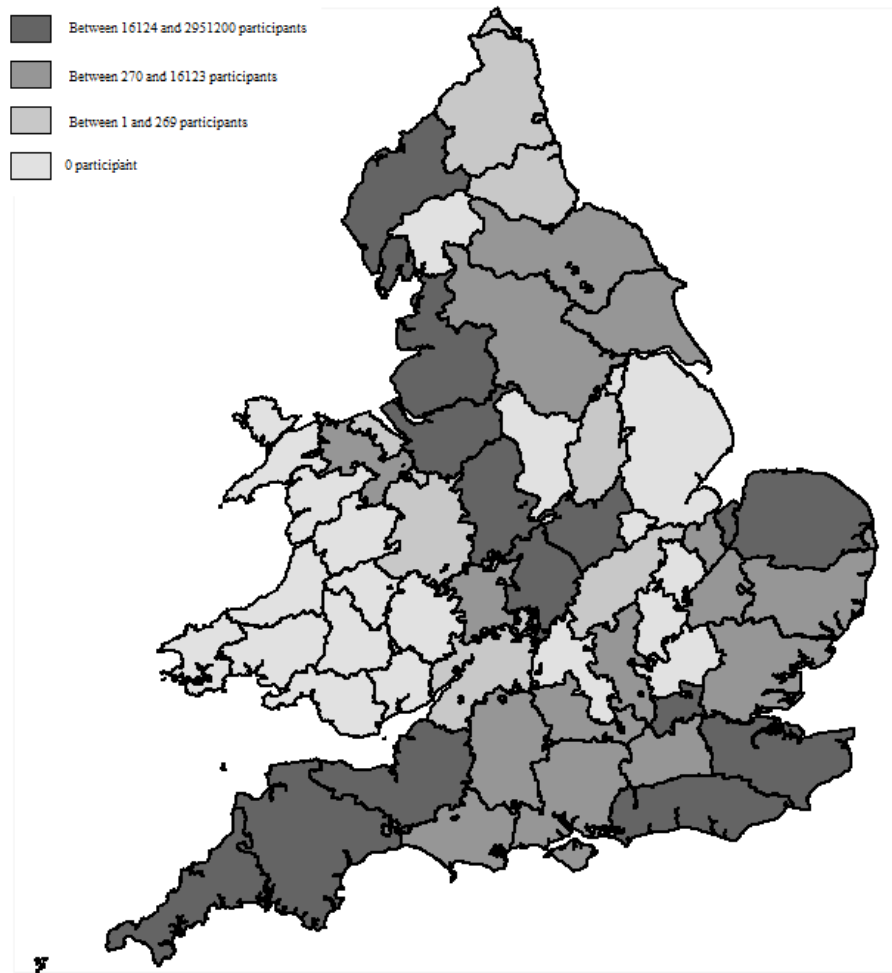 Between 16124 and 2951200 participants
Between 270 and 16123 participants
Between 1 and 269 participants
0 participant